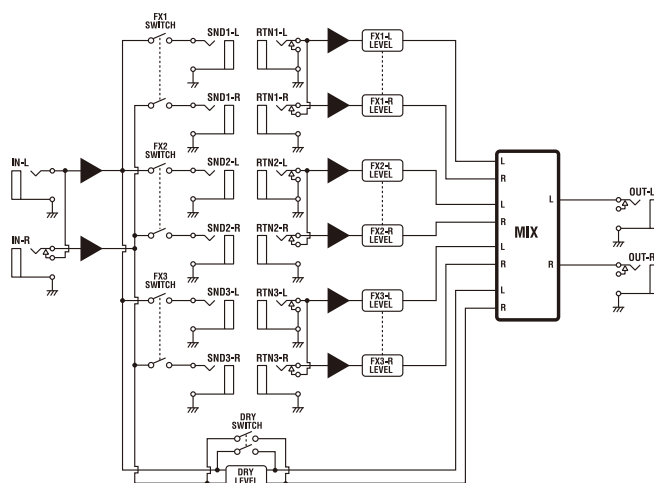 FX1
SWITCH
SND1-L
RTN1-L
FX1-L
LEVEL
SND1-R
RTN1-R
FX1-R
LEVEL
IN-L
FX2
SWITCH
SND2-L
RTN2-L
FX2-L
LEVEL
IN-R
SND2-R
RTN2-R
FX2-R
LEVEL
FX3
SWITCH
SND3-L
RTN3-L
FX3-L
LEVEL
SND3-R
RTN3-R
FX3-R
LEVEL
L
R
L
R
L
R
L
R
MIX
L
R
OUT-L
OUT-R
DRY
SWITCH
DRY
LEVEL